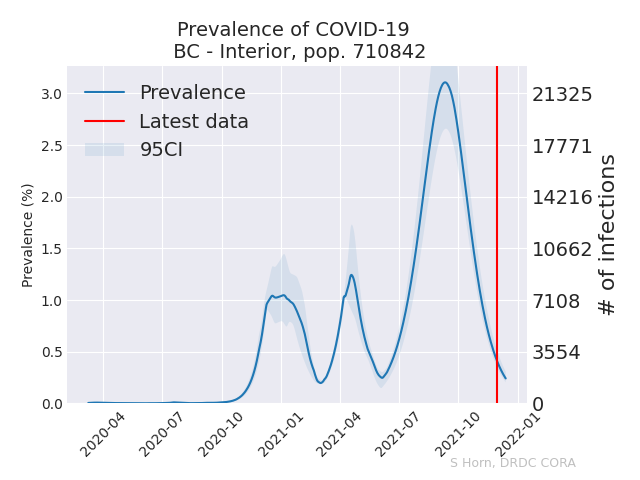 Prevalence of COVID-19
BC - Interior, pop. 710842
Prevalence
Latest data
95CI
Prevalence (%)
3.0
2.5
2.0
1.5
1.0
0.5
0.0
21325
17771
14216
10662
7108
3554
0
# of infections
2020-04
2020-07
2020-10
2021-01
2021-04
2021-07
2021-10
2022-01
S Horn, DRDC CORA